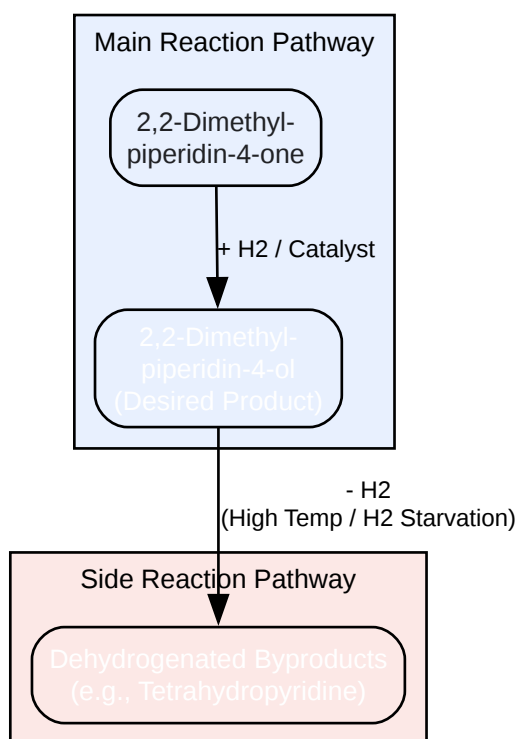 Main Reaction Pathway
2,2-Dimethyl-
piperidin-4-one
+ H2 / Catalyst
2,2-Dimethyl-
piperidin-4-ol
(Desired Product)
- H2
(High Temp / H2 Starvation)
Side Reaction Pathway
Dehydrogenated Byproducts
(e.g., Tetrahydropyridine)